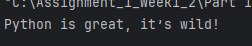 "C:\Assignment_1_Week1_2\Part 1
Python is great, it's wild!